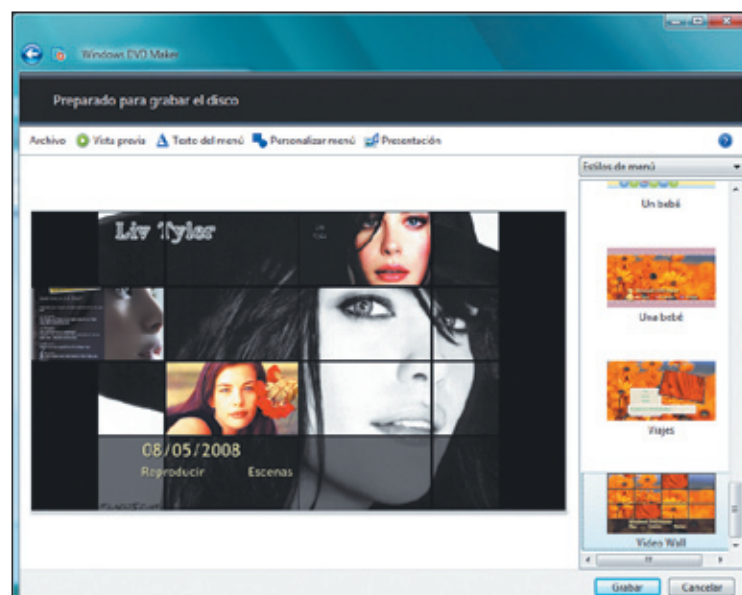 Windows DVD Maker
Preparado para grabar el disco
Archivo Vista previa Texto del menú Personalizar menú Presentación
Estilos de menú
Un bebé
Liv Tyler
Una bebé
Viajes
08/05/2008
Reproducir Escenas
Video Wall
Grabar Cancelar